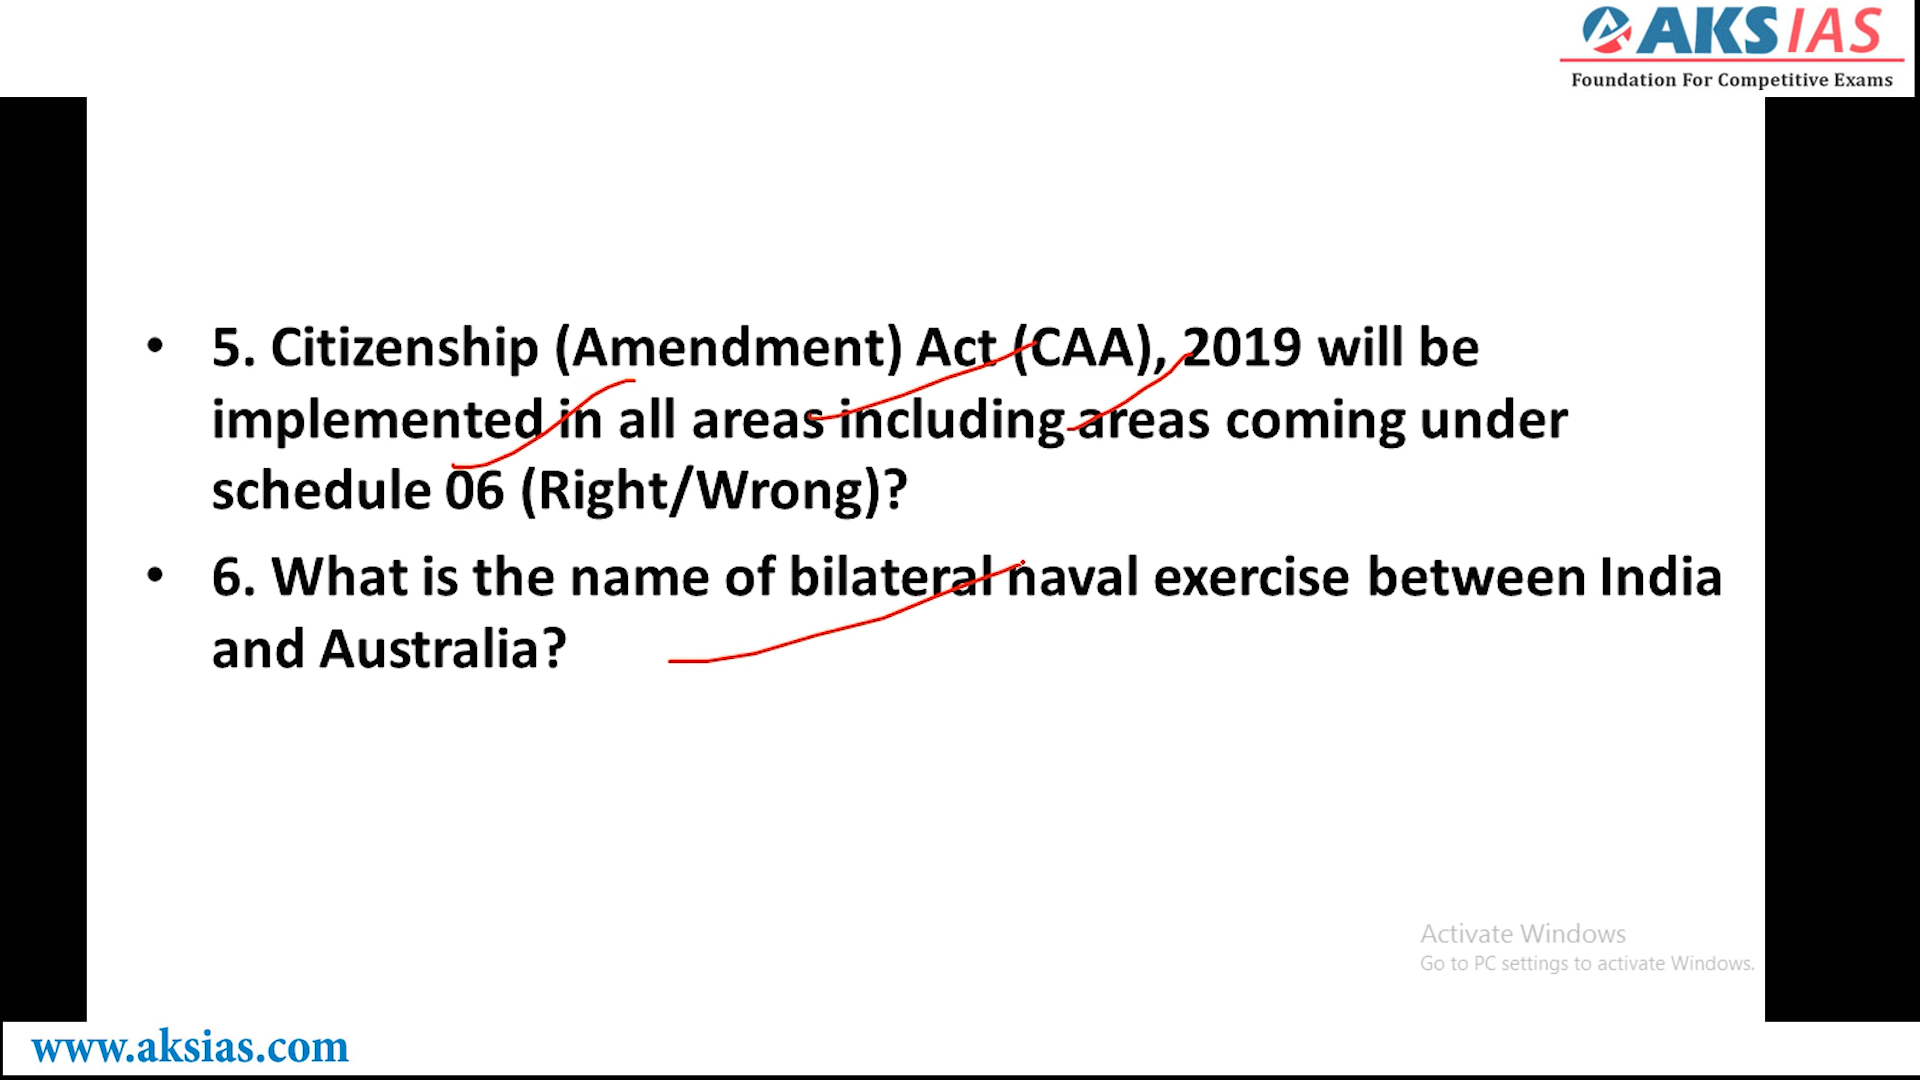 AKS IAS
Foundation For Competitive Exams
• 5. Citizenship (Amendment) Act (CAA), 2019 will be
implemented in all areas including areas coming under
schedule 06 (Right/Wrong)?
• 6. What is the name of bilateral naval exercise between India
and Australia?
Activate Windows
Go to PC settings to activate Windows.
www.aksias.com